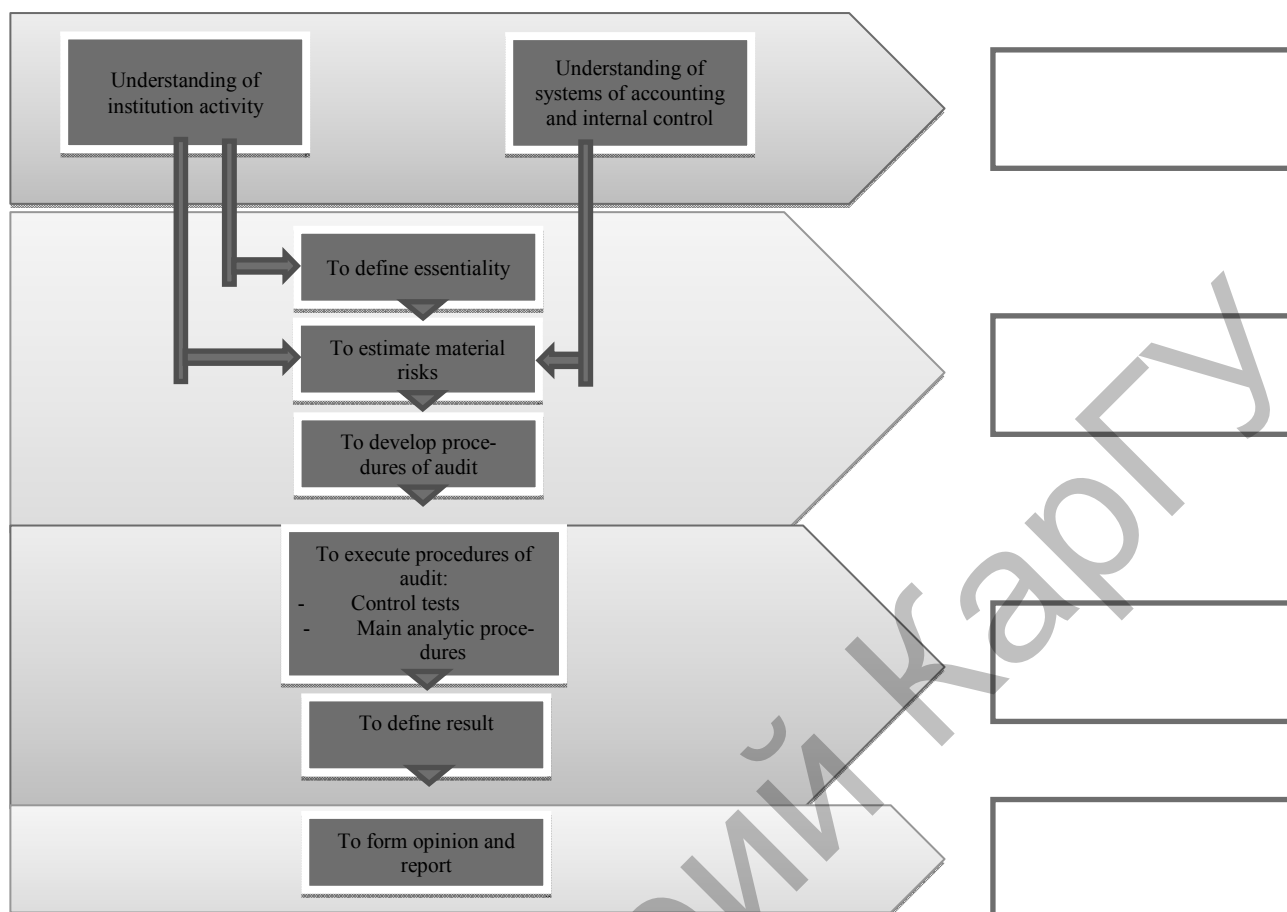 Understanding of
institution activity
Understanding of
systems of accounting
and internal control
To define essentiality
To estimate material
risks
To develop proce-
dures of audit
To execute procedures of
audit:
- Control tests
- Main analytic proce-
dures
To define result
To form opinion and
report
рий КарГУ